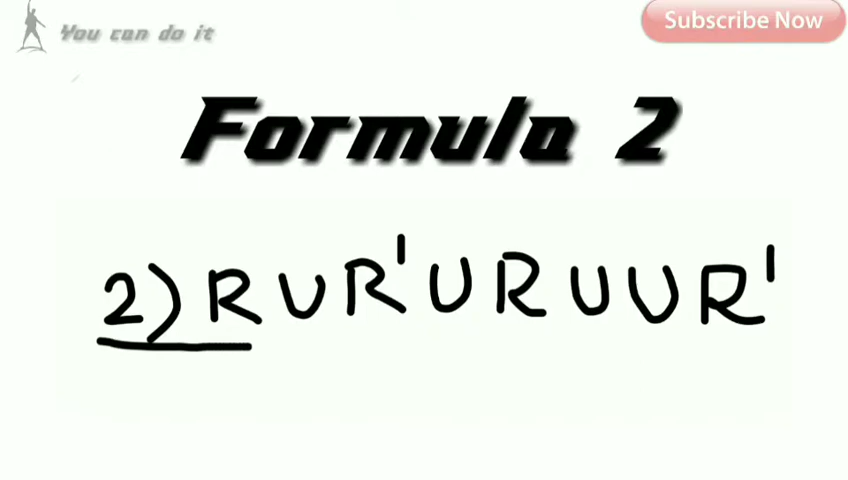 You can do it
Subscribe Now
Formula 2
2) R U R' U R U U R'